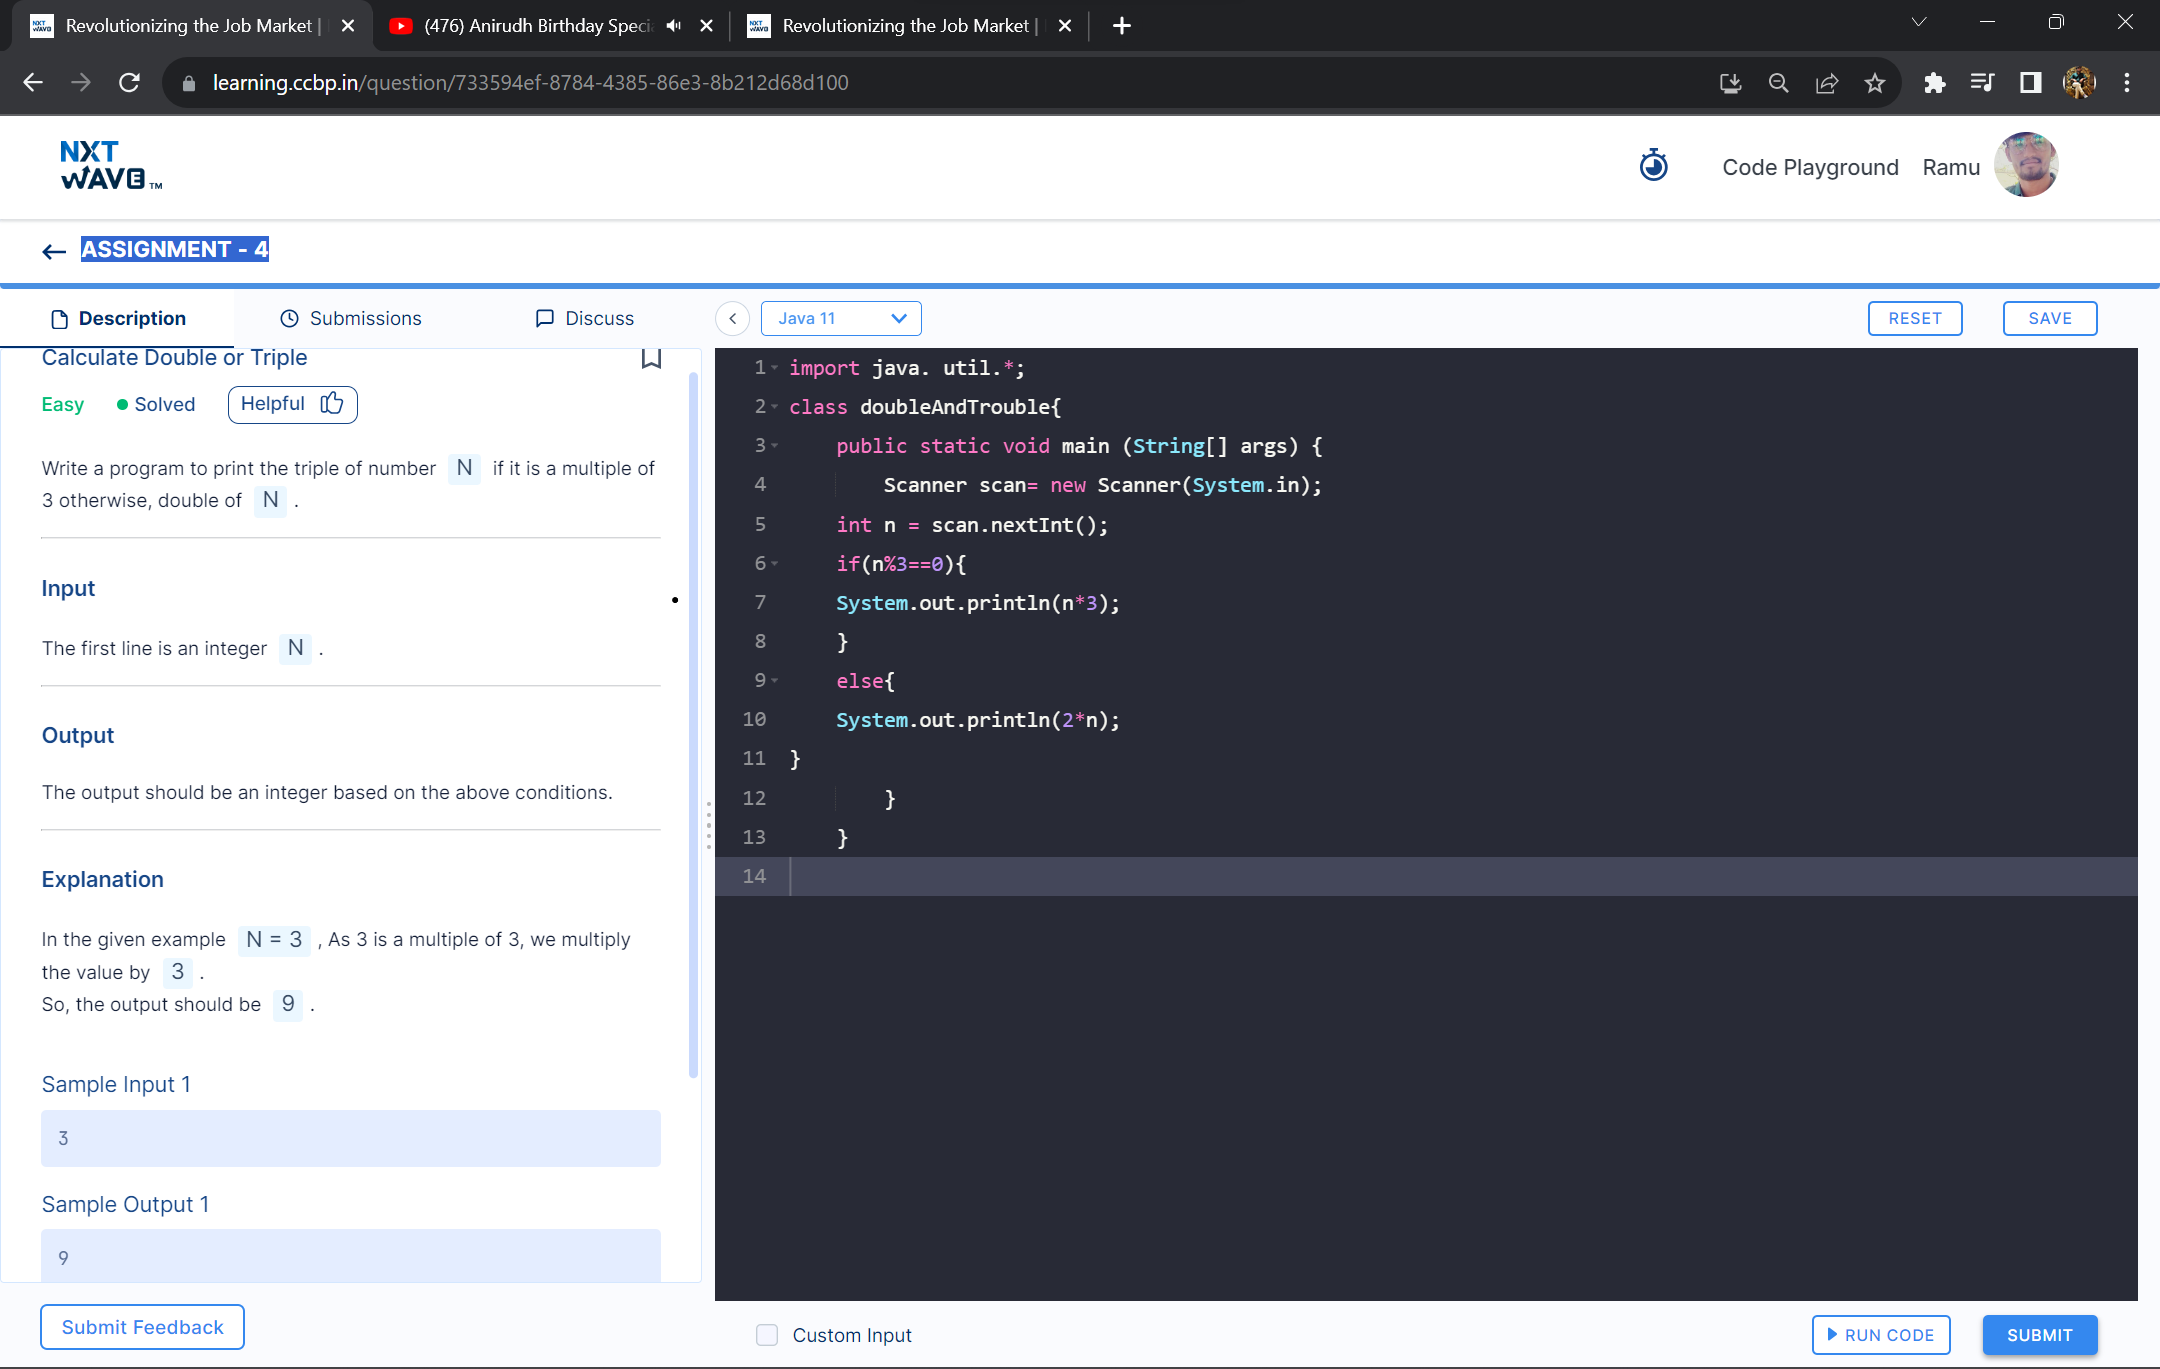 Revolutionizing the Job Market |
(476) Anirudh Birthday Speci
Revolutionizing the Job Market |
learning.ccbp.in/question/733594ef-8784-4385-86e3-8b212d68d100
NXT
WAVE TM
Code Playground
Ramu
ASSIGNMENT - 4
Description
Submissions
Discuss
Java 11
RESET
SAVE
Calculate Double or Triple
Easy
Solved
Helpful
Write a program to print the triple of number N if it is a multiple of
3 otherwise, double of N .
Input
The first line is an integer N .
Output
The output should be an integer based on the above conditions.
Explanation
In the given example N = 3 , As 3 is a multiple of 3, we multiply
the value by 3 .
So, the output should be 9 .
Sample Input 1
3
Sample Output 1
9
Submit Feedback
1 import java. util.*;
2 class doubleAndTrouble{
3 public static void main (String[] args) {
4 Scanner scan= new Scanner(System.in);
5 int n = scan.nextInt();
6 if(n%3==0){
7 System.out.println(n*3);
8 }
9 else{
10 System.out.println(2*n);
11 }
12 }
13 }
14
Custom Input
RUN CODE
SUBMIT